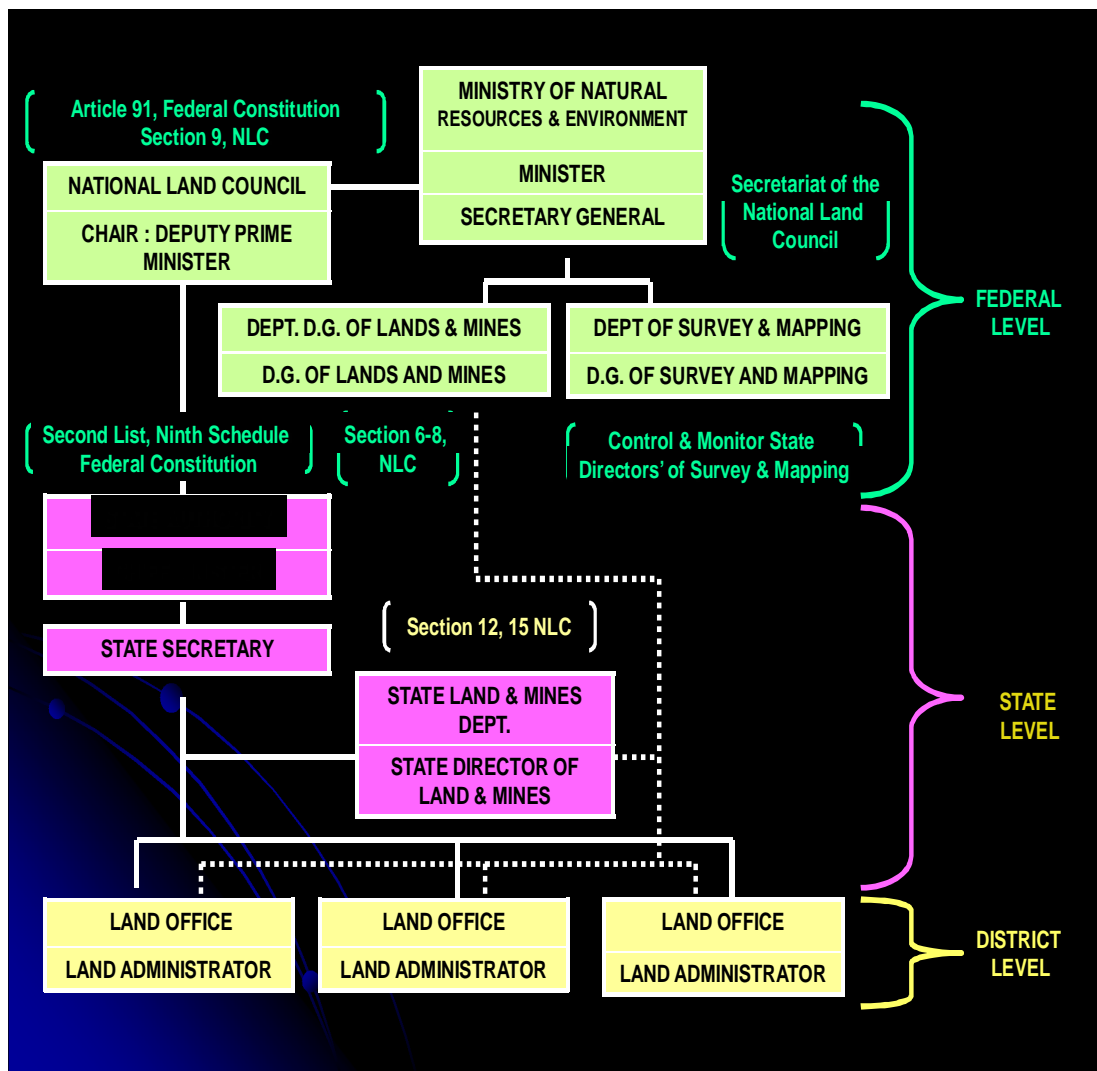 MINISTRY OF NATURAL
RESOURCES & ENVIRONMENT
MINISTER
SECRETARY GENERAL
Article 91, Federal Constitution
Section 9, NLC
NATIONAL LAND COUNCIL
CHAIR : DEPUTY PRIME
MINISTER
Secretariat of the
National Land
Council
FEDERAL
LEVEL
DEPT. D.G. OF LANDS & MINES
D.G. OF LANDS AND MINES
DEPT OF SURVEY & MAPPING
D.G. OF SURVEY AND MAPPING
Second List, Ninth Schedule
Federal Constitution
Section 6-8,
NLC
Control & Monitor State
Directors’ of Survey & Mapping
STATE SECRETARY
Section 12, 15 NLC
STATE LAND & MINES
DEPT.
STATE DIRECTOR OF
LAND & MINES
STATE
LEVEL
LAND OFFICE
LAND ADMINISTRATOR
LAND OFFICE
LAND ADMINISTRATOR
LAND OFFICE
LAND ADMINISTRATOR
DISTRICT
LEVEL